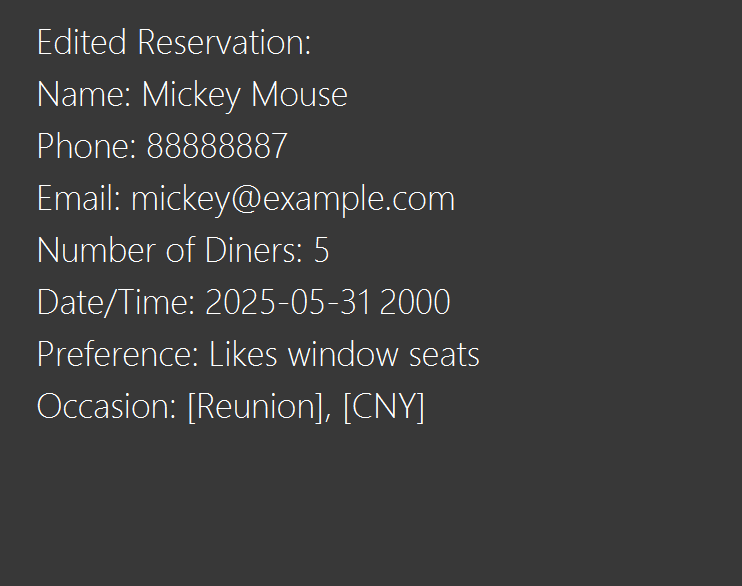 Edited Reservation:
Name: Mickey Mouse
Phone: 88888887
Email: mickey@example.com
Number of Diners: 5
Date/Time: 2025-05-31 2000
Preference: Likes window seats
Occasion: [Reunion], [CNY]